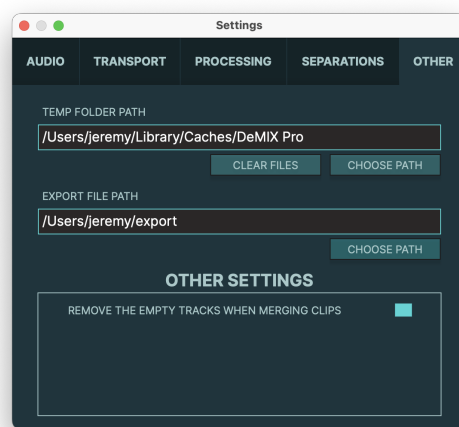 Settings
AUDIO TRANSPORT PROCESSING SEPARATIONS OTHER
TEMP FOLDER PATH
/Users/jeremy/Library/Caches/DeMIX Pro
CLEAR FILES CHOOSE PATH
EXPORT FILE PATH
/Users/jeremy/export
CHOOSE PATH
OTHER SETTINGS
REMOVE THE EMPTY TRACKS WHEN MERGING CLIPS